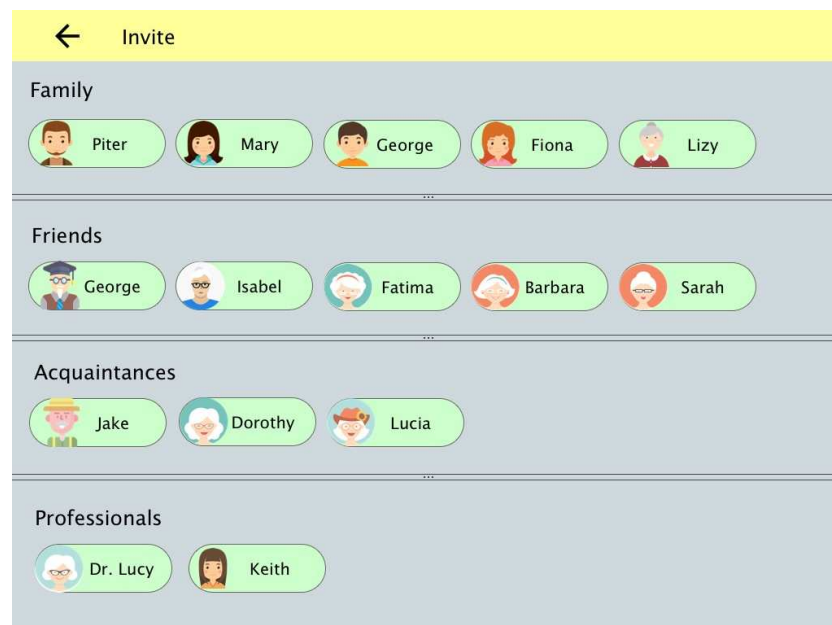 Invite
Family
Piter Mary George Fiona Lizy
...
Friends
George Isabel Fatima Barbara Sarah
...
Acquaintances
Jake Dorothy Lucia
...
Professionals
Dr. Lucy Keith